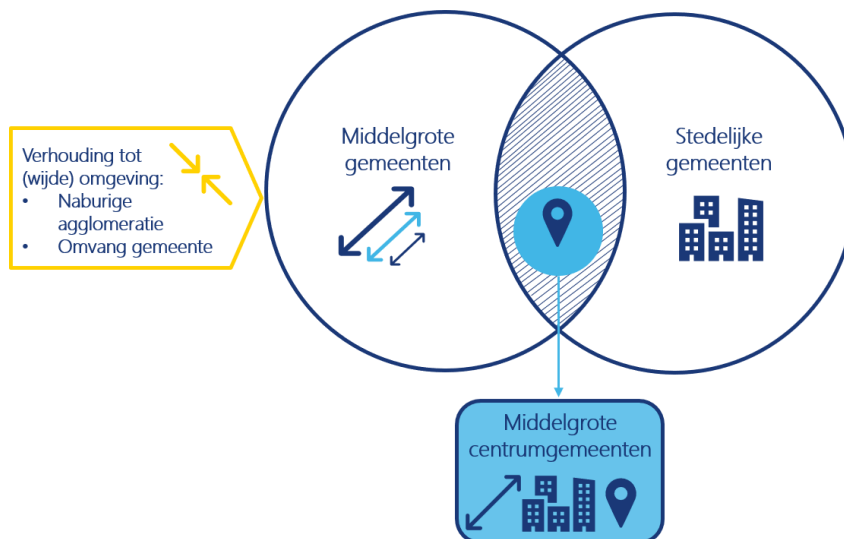 Verhouding tot
(wijde) omgeving:
• Naburige
agglomeratie
• Omvang gemeente
Middelgrote
gemeenten
Stedelijke
gemeenten
Middelgrote
centrumgemeenten